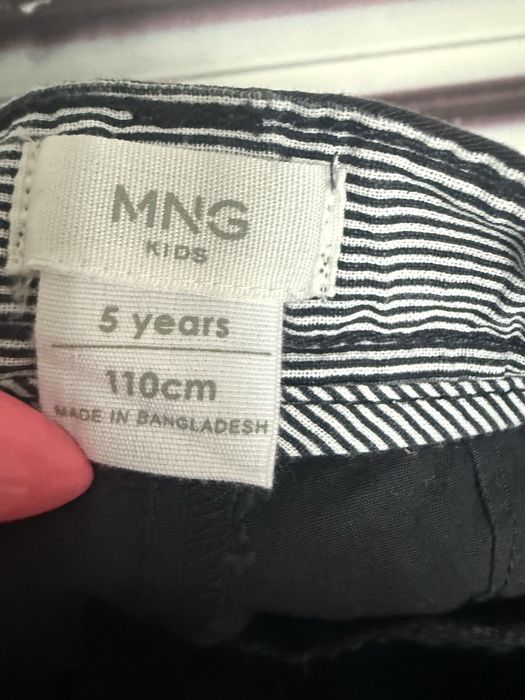 MNG
KIDS
5 years
110cm
MADE IN BANGLADESH